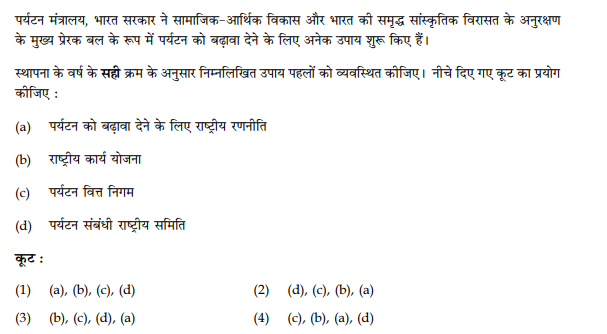 पर्यटन मंत्रालय, भारत सरकार ने सामाजिक-आर्थिक विकास और भारत की समृद्ध सांस्कृतिक विरासत के अनुरक्षण
के मुख्य प्रेरक बल के रूप में पर्यटन को बढ़ावा देने के लिए अनेक उपाय शुरू किए हैं।
स्थापना के वर्ष के सही क्रम के अनुसार निम्नलिखित उपाय पहलों को व्यवस्थित कीजिए। नीचे दिए गए कूट का प्रयोग
कीजिए :
(a) पर्यटन को बढ़ावा देने के लिए राष्ट्रीय रणनीति
(b) राष्ट्रीय कार्य योजना
(c) पर्यटन वित्त निगम
(d) पर्यटन संबंधी राष्ट्रीय समिति
कूट :
(1) (a), (b), (c), (d) (2) (d), (c), (b), (a)
(3) (b), (c), (d), (a) (4) (c), (b), (a), (d)